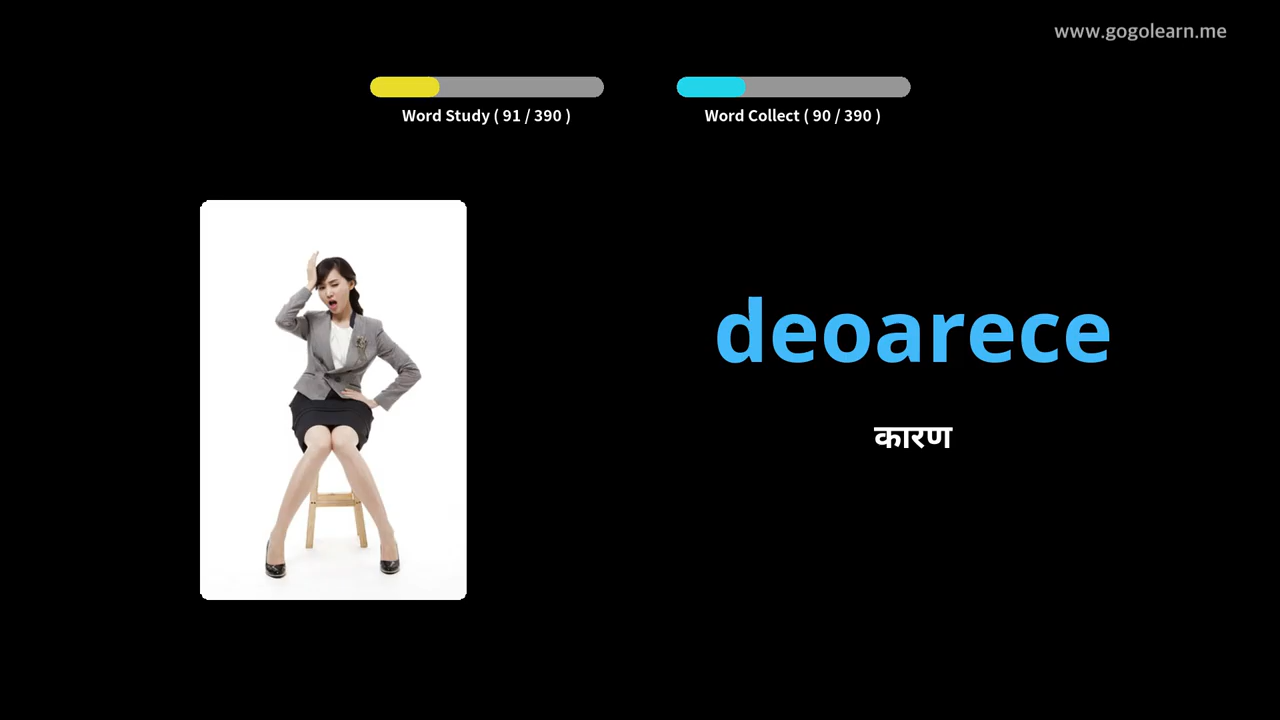 www.gogolearn.me
Word Study ( 91 / 390 )
Word Collect ( 90 / 390 )
deoarece
कारण